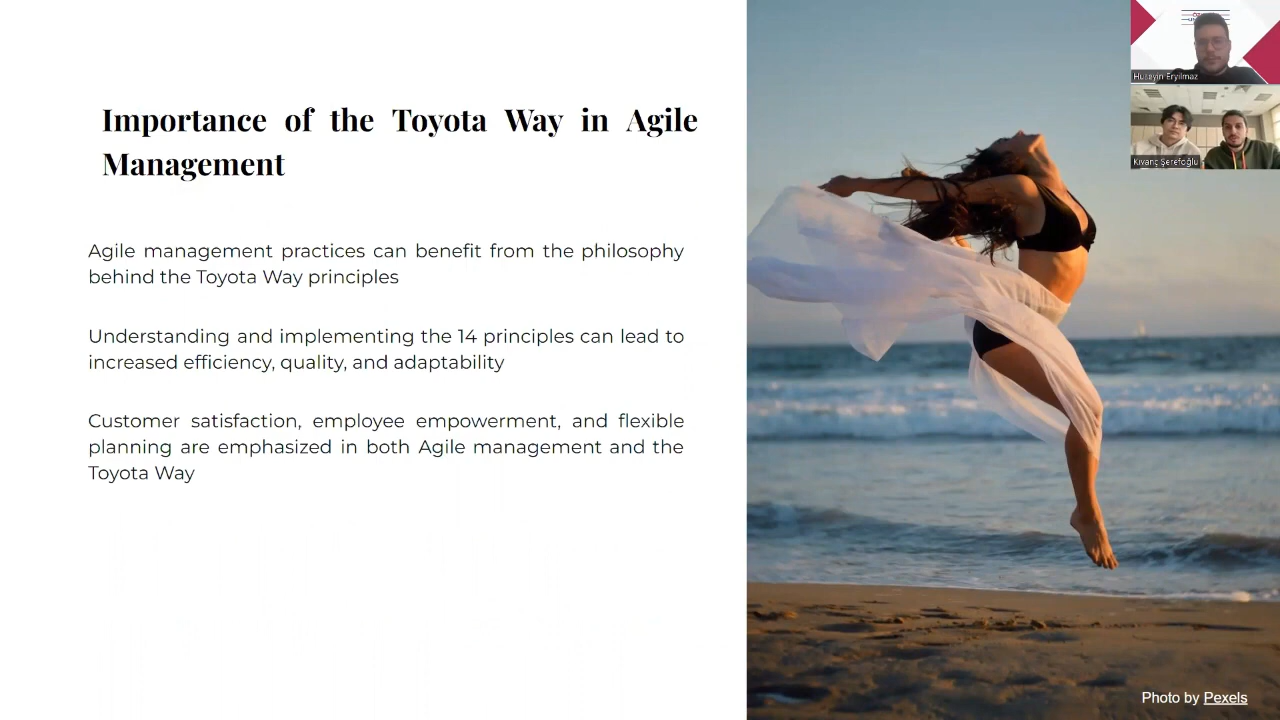 Importance of the Toyota Way in Agile
Management
Agile management practices can benefit from the philosophy
behind the Toyota Way principles
Understanding and implementing the 14 principles can lead to
increased efficiency, quality, and adaptability
Customer satisfaction, employee empowerment, and flexible
planning are emphasized in both Agile management and the
Toyota Way
Hüseyin Eryılmaz
Kıvanç Şerefoğlu
Photo by Pexels